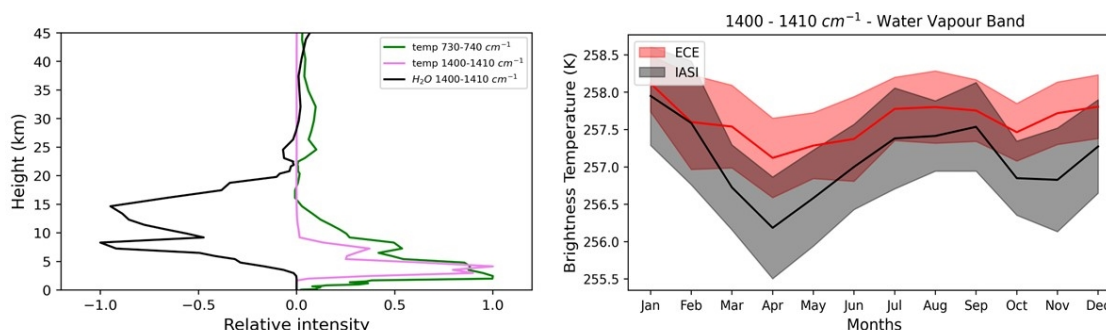 45
40
35
30
25
20
15
10
5
0
Height (km)
−1.0
−0.5
0.0
0.5
1.0
Relative intensity
temp 730-740 cm⁻¹
temp 1400-1410 cm⁻¹
H₂O 1400-1410 cm⁻¹
1400 - 1410 cm⁻¹ - Water Vapour Band
ECE
IASI
258.5
258.0
257.5
257.0
256.5
256.0
255.5
Brightness Temperature (K)
Jan Feb Mar Apr May Jun Jul Aug Sep Oct Nov Dec
Months